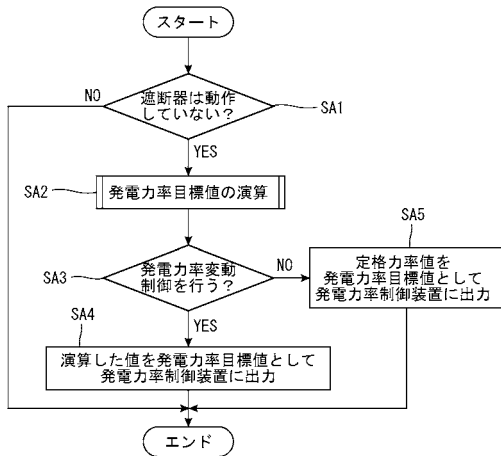 スタート
遮断器は動作
していない？
NO
SA1
YES
SA2
発電力率目標値の演算
SA5
発電力率変動
制御を行う？
SA3
NO
定格力率値を
発電力率目標値として
発電力率制御装置に出力
YES
SA4
演算した値を発電力率目標値として
発電力率制御装置に出力
エンド